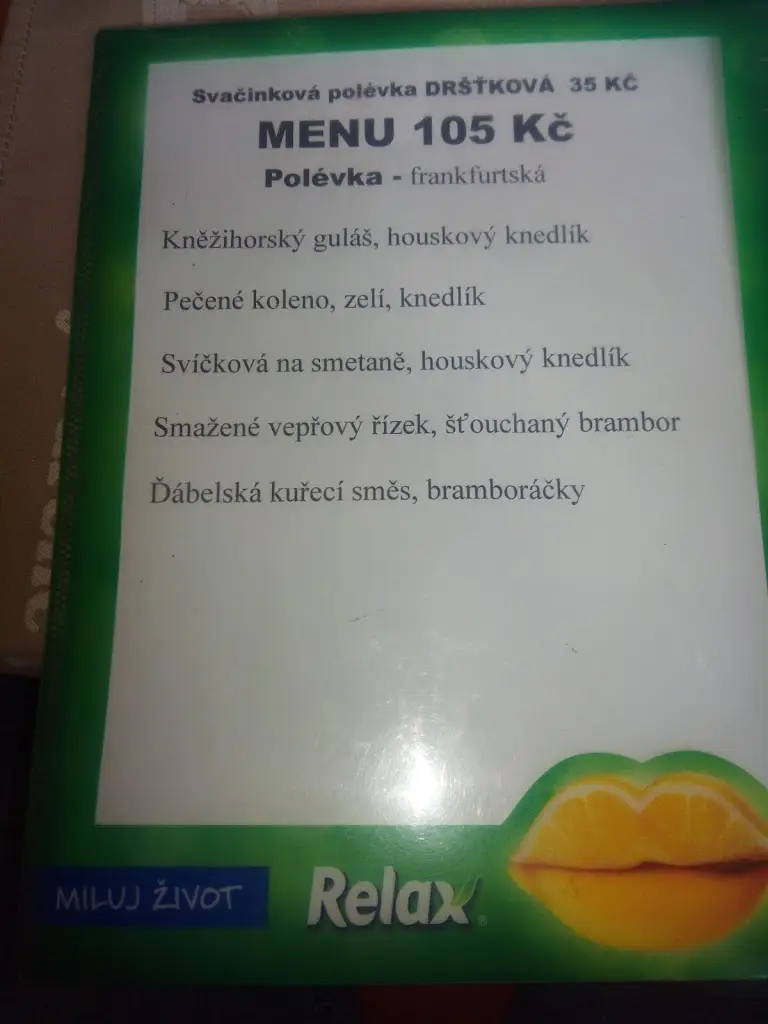 Svačinková polévka DRŠŤKOVÁ 35 KČ
MENU 105 Kč
Polévka - frankfurtská
Kněžihorský guláš, houskový knedlík
Pečené koleno, zelí, knedlík
Svíčková na smetaně, houskový knedlík
Smažené vepřový řízek, šťouchaný brambor
Ďábelská kuřecí směs, bramboráčky
MILUJ ŽIVOT
Relax®